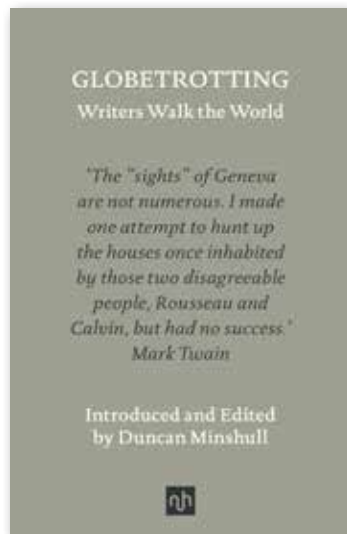 GLOBETROTTING
Writers Walk the World
‘The “sights” of Geneva
are not numerous. I made
one attempt to hunt up
the houses once inhabited
by those two disagreeable
people, Rousseau and
Calvin, but had no success.’
Mark Twain
Introduced and Edited
by Duncan Minshull
nh